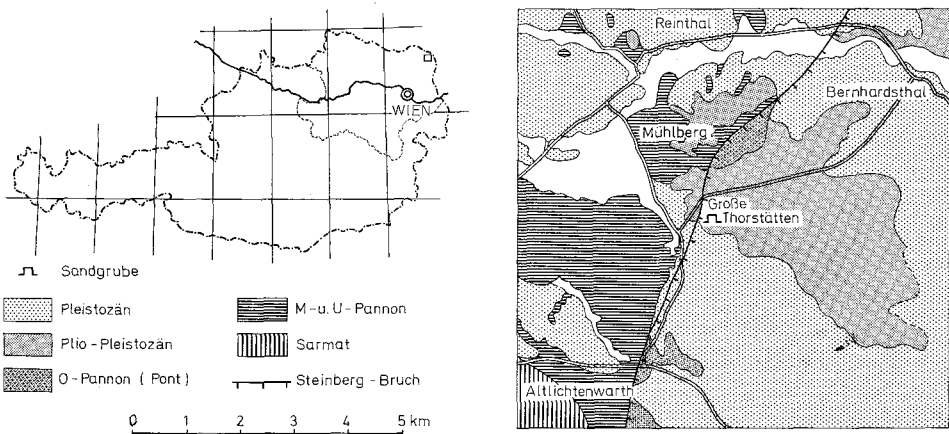 WIEN
Sandgrube
Pleistozän
Plio-Pleistozän
O-Pannon ( Pont )
M-u. U-Pannon
Sarmat
Steinberg-Bruch
0 1 2 3 4 5 km
Reinthal
Bernhardsthal
Mühlberg
Große
Thorstätten
Altlichtenwarth